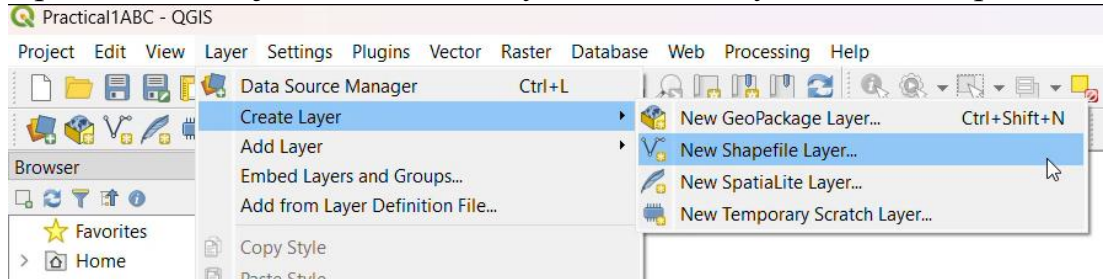 Practical1ABC - QGIS
Project Edit View Layer Settings Plugins Vector Raster Database Web Processing Help
Data Source Manager Ctrl+L
Create Layer
New GeoPackage Layer... Ctrl+Shift+N
Add Layer
New Shapefile Layer...
Browser
Embed Layers and Groups...
New SpatiaLite Layer...
Add from Layer Definition File...
New Temporary Scratch Layer...
Favorites
Copy Style
Home
Paste Style